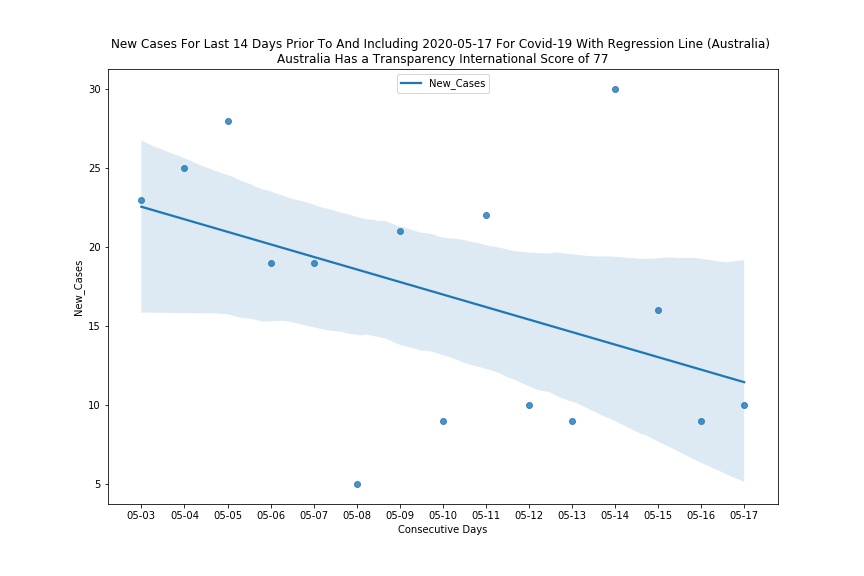 New Cases For Last 14 Days Prior To And Including 2020-05-17 For Covid-19 With Regression Line (Australia)
Australia Has a Transparency International Score of 77
New_Cases
30
25
20
15
10
5
New_Cases
05-03 05-04 05-05 05-06 05-07 05-08 05-09 05-10 05-11 05-12 05-13 05-14 05-15 05-16 05-17
Consecutive Days